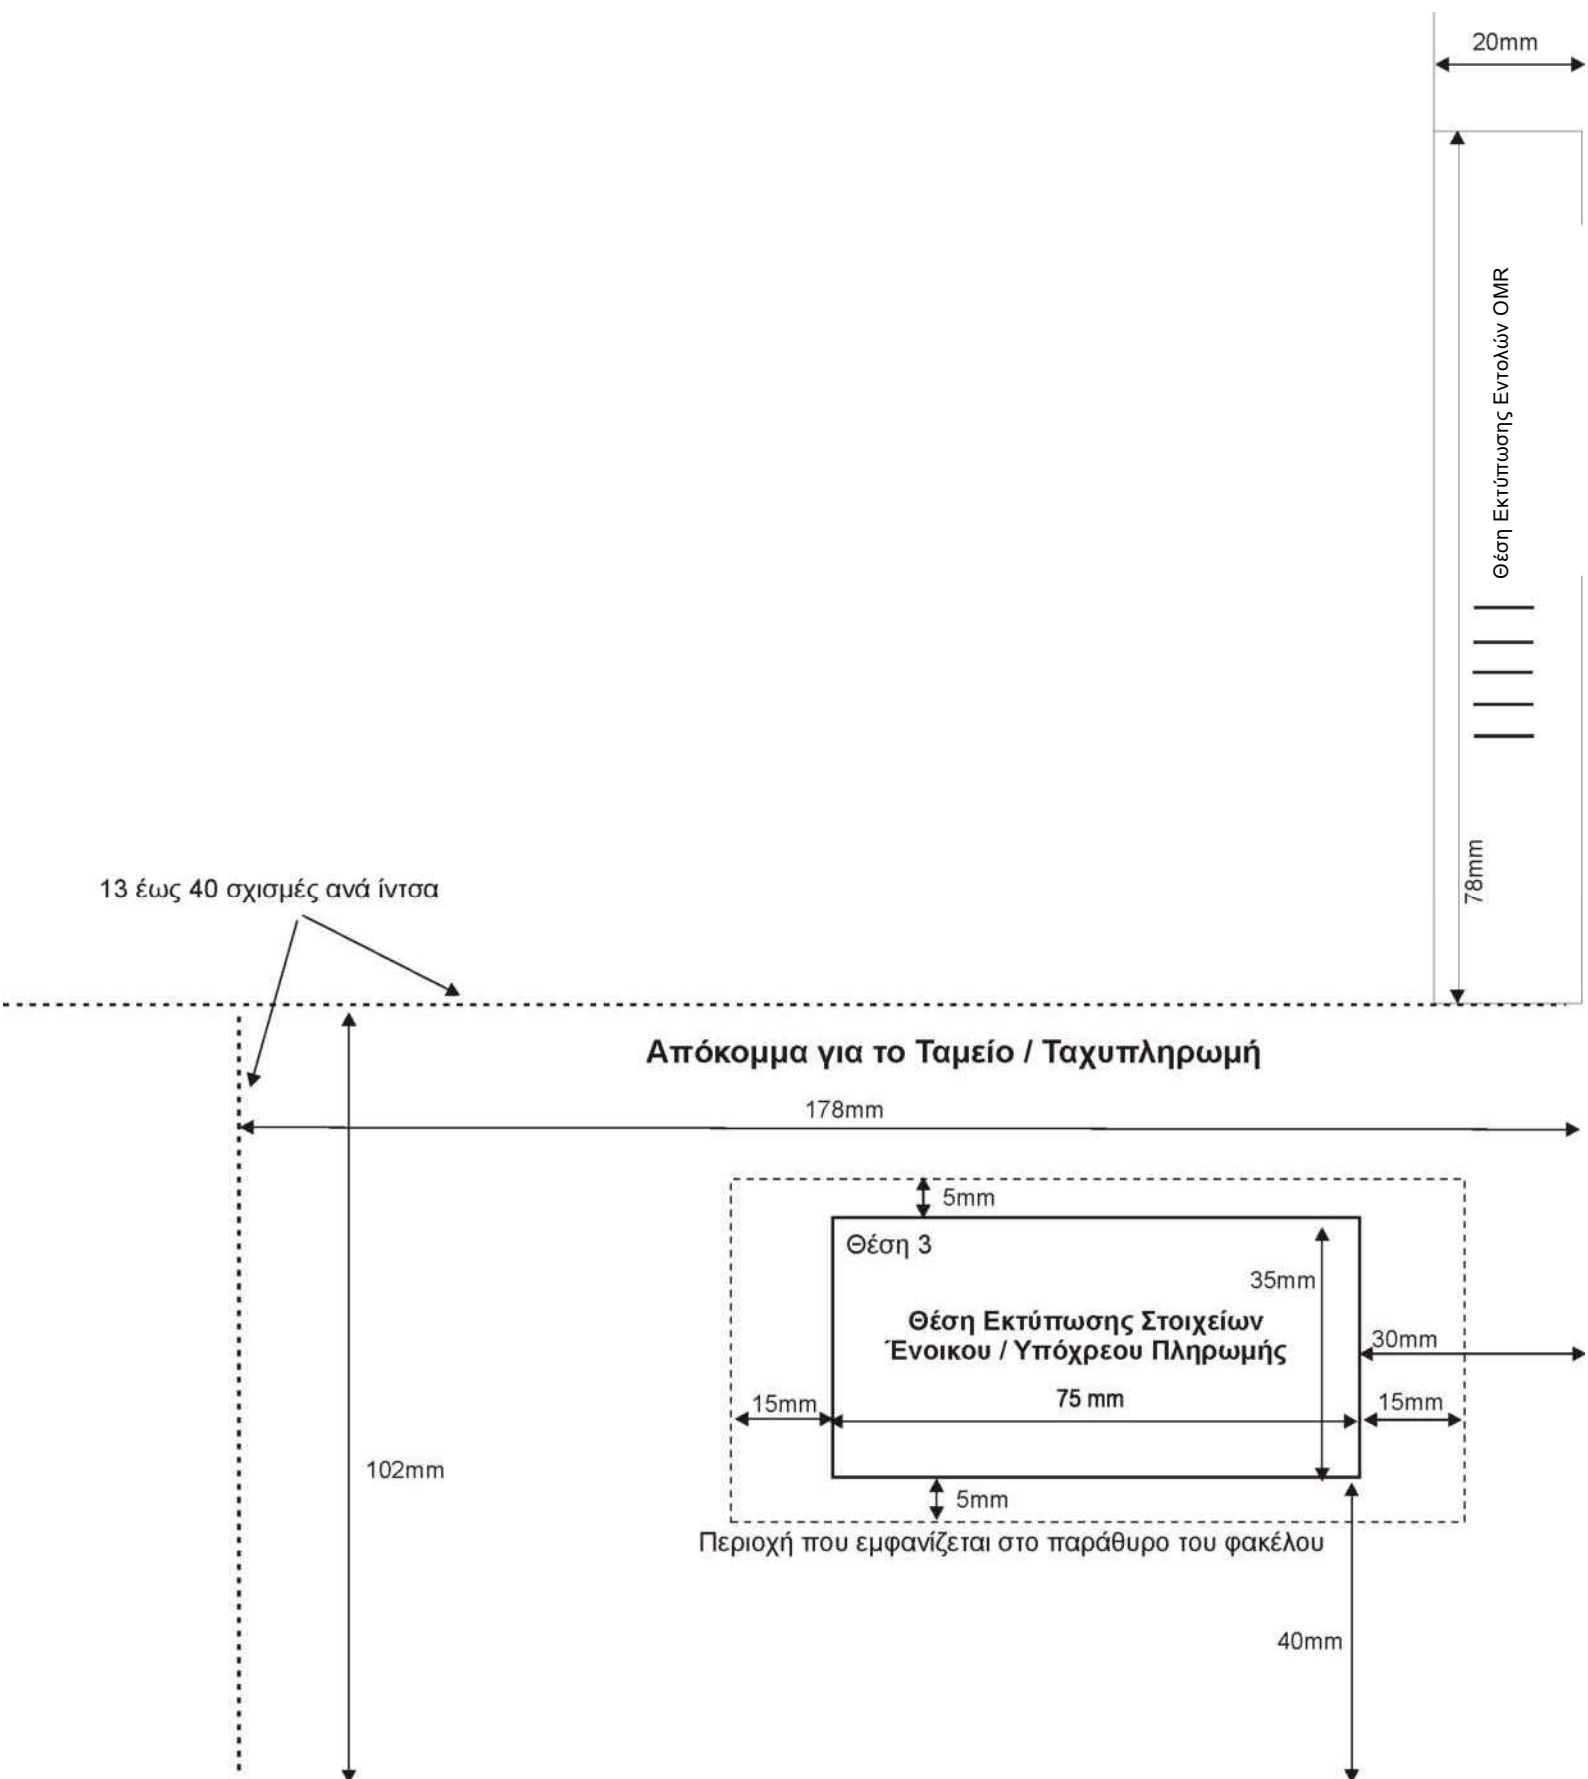 20mm
Θέση Εκτύπωσης Εντολών OMR
78mm
13 έως 40 σχισμές ανά ίντσα
Απόκομμα για το Ταμείο / Ταχυπληρωμή
178mm
5mm
Θέση 3
35mm
Θέση Εκτύπωσης Στοιχείων
Ένοικου / Υπόχρεου Πληρωμής
30mm
15mm
75 mm
15mm
102mm
5mm
Περιοχή που εμφανίζεται στο παράθυρο του φακέλου
40mm